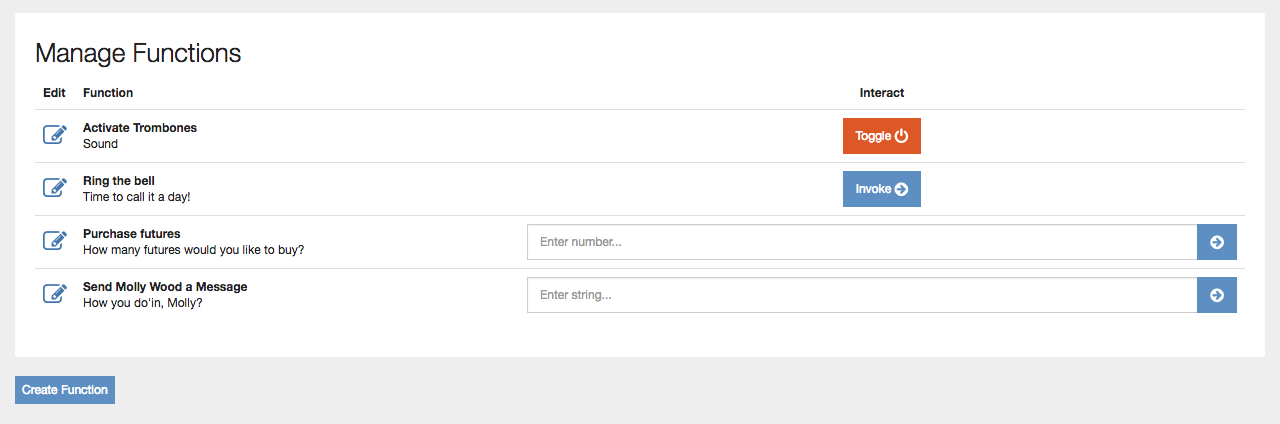 Manage Functions
Edit Function Interact
Activate Trombones
Sound
Toggle
Ring the bell
Time to call it a day!
Invoke
Purchase futures
How many futures would you like to buy?
Enter number...
Send Molly Wood a Message
How you do'in, Molly?
Enter string...
Create Function